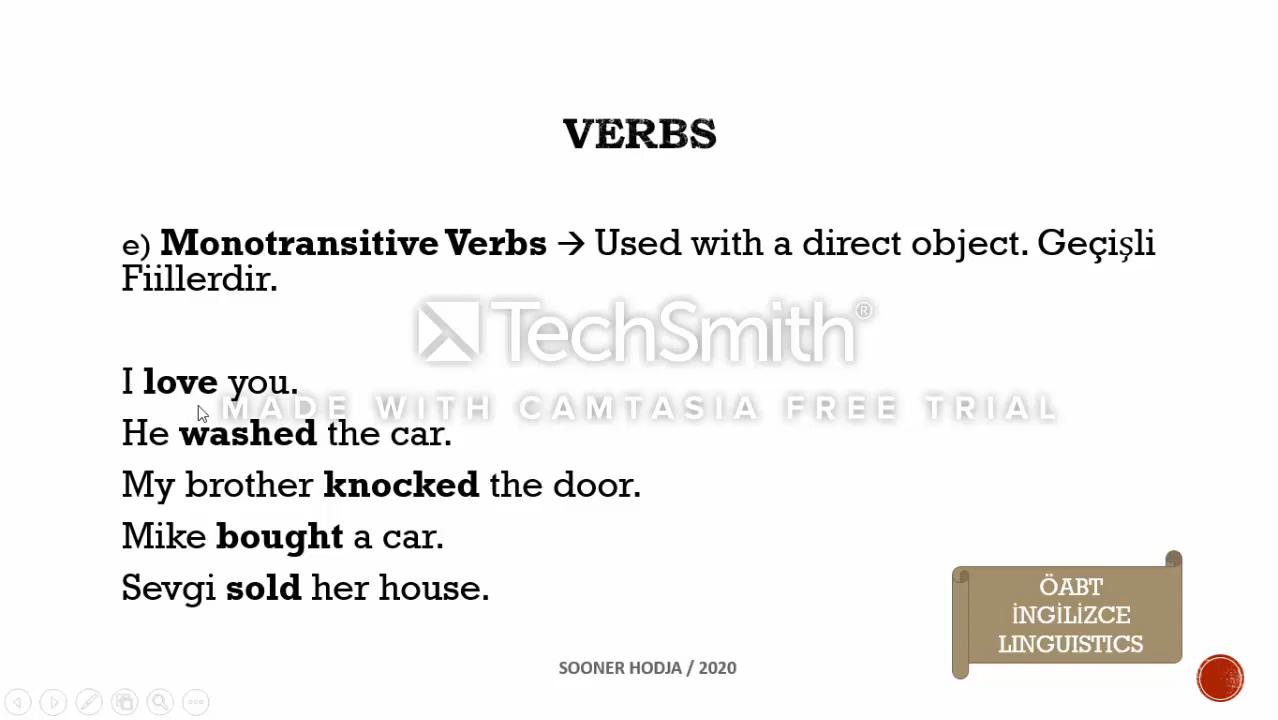 VERBS
e) Monotransitive Verbs → Used with a direct object. Geçişli
Fiillerdir.
TechSmith®
MADE WITH CAMTASIA FREE TRIAL
I love you.
He washed the car.
My brother knocked the door.
Mike bought a car.
Sevgi sold her house.
ÖABT
İNGİLİZCE
LINGUISTICS
SOONER HODJA / 2020